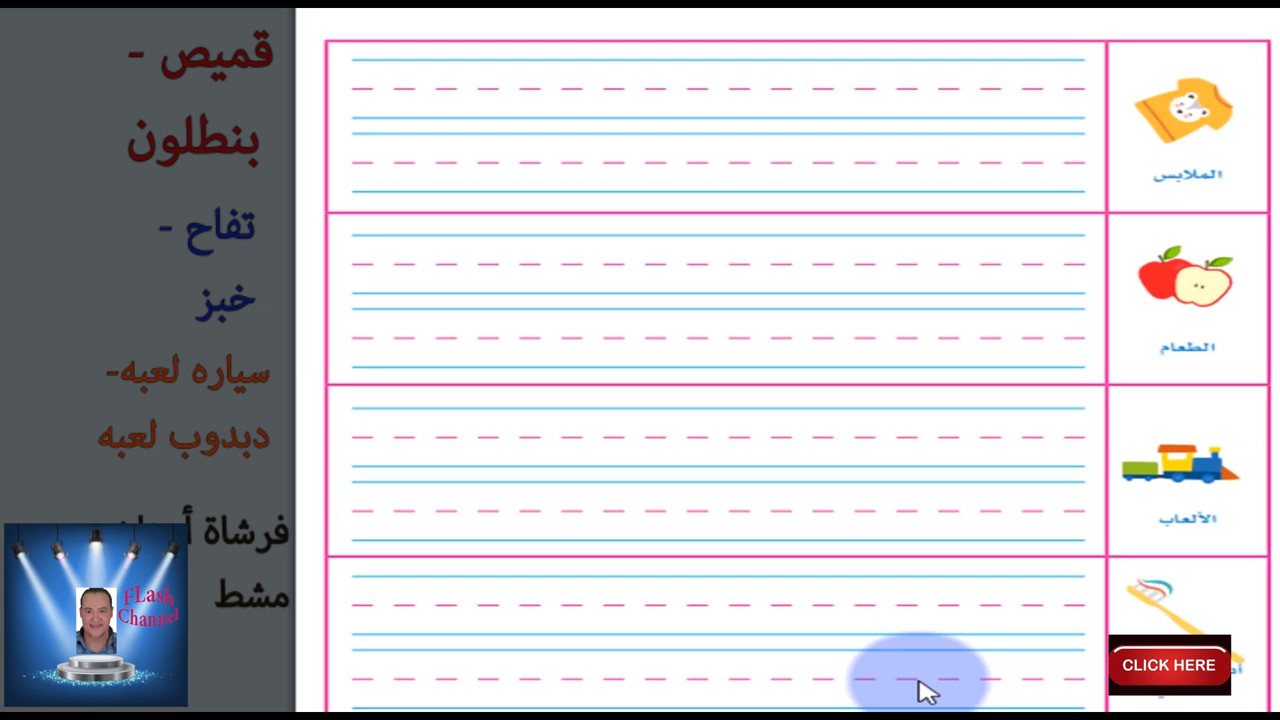 قميص -
بنطلون
تفاح -
خبز
سياره لعبه-
دبدوب لعبه
فرشاة
مشط
الملابس
الطعام
الألعاب
FLash
Channel
CLICK HERE